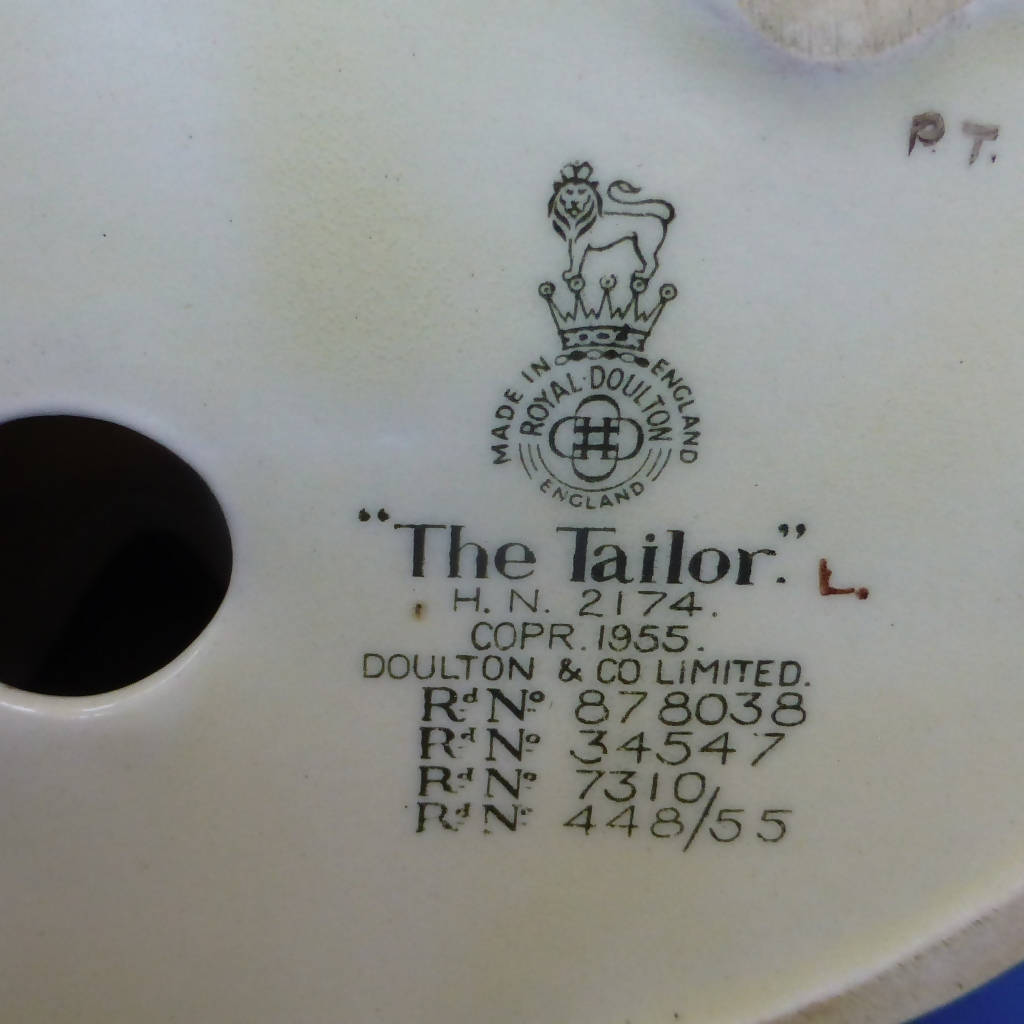 P. T.
MADE IN ENGLAND
ROYAL·DOULTON
ENGLAND
“The Tailor.” L.
H. N. 2174.
COPR. 1955.
DOULTON & CO LIMITED.
Rd No 878038
Rd No 34547
Rd No 7310
Rd No 448/55